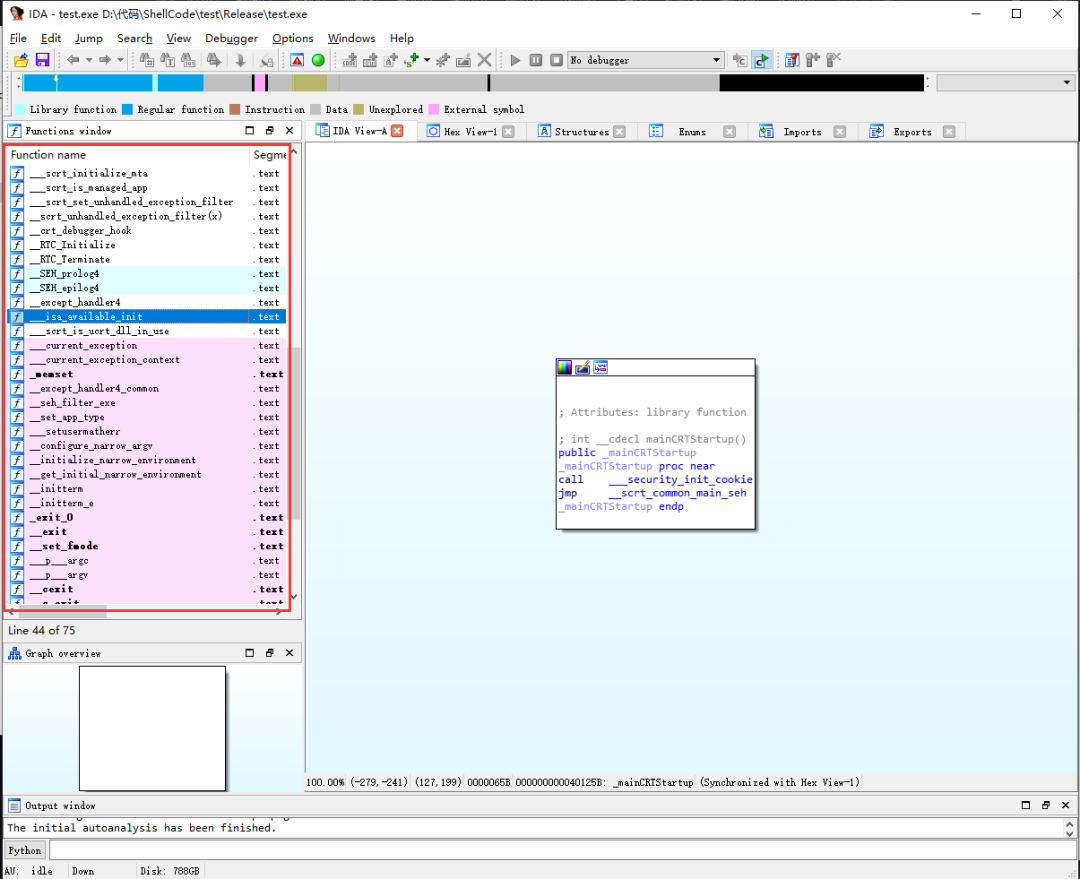 IDA - test.exe D:\代码\ShellCode\test\Release\test.exe
File Edit Jump Search View Debugger Options Windows Help
No debugger
Library function Regular function Instruction Data Unexplored External symbol
Functions window
IDA View-A Hex View-1 Structures Enums Imports Exports
Function name Segme
___scrt_initialize_mta .text
___scrt_is_managed_app .text
___scrt_set_unhandled_exception_filter .text
__scrt_unhandled_exception_filter(x) .text
__crt_debugger_hook .text
__RTC_Initialize .text
__RTC_Terminate .text
__SEH_prolog4 .text
__SEH_epilog4 .text
__except_handler4 .text
___isa_available_init .text
___scrt_is_ucrt_dll_in_use .text
___current_exception .text
___current_exception_context .text
_memset .text
__except_handler4_common .text
__seh_filter_exe .text
__set_app_type .text
___setusermatherr .text
__configure_narrow_argv .text
__initialize_narrow_environment .text
__get_initial_narrow_environment .text
__initterm .text
__initterm_e .text
_exit_0 .text
__exit .text
__set_fmode .text
___p___argc .text
___p___argv .text
__cexit .text
__c_exit .text
; Attributes: library function
; int __cdecl mainCRTStartup()
public _mainCRTStartup
_mainCRTStartup proc near
call ___security_init_cookie
jmp __scrt_common_main_seh
_mainCRTStartup endp
Line 44 of 75
Graph overview
100.00% (-279,-241) (127,199) 0000065B 000000000040125B: _mainCRTStartup (Synchronized with Hex View-1)
Output window
The initial autoanalysis has been finished.
Python
AU: idle Down Disk: 788GB